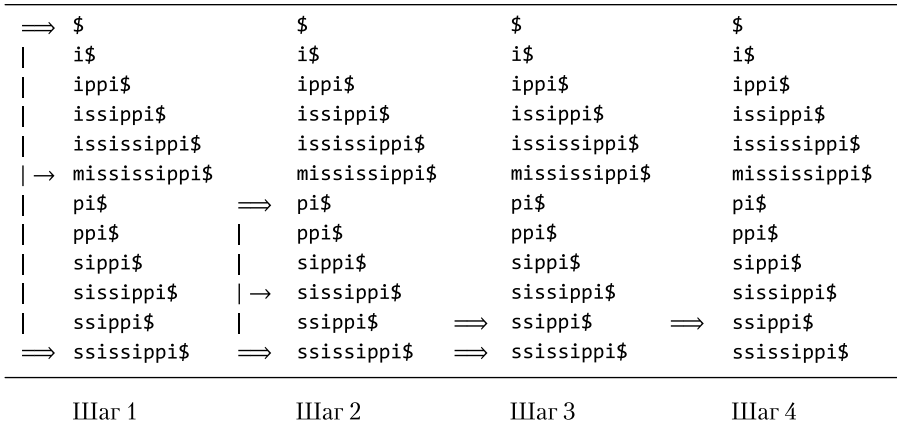 ⟹ $ $ $ $
| i$ i$ i$ i$
| ippi$ ippi$ ippi$ ippi$
| issippi$ issippi$ issippi$ issippi$
| ississippi$ ississippi$ ississippi$ ississippi$
| → mississippi$ mississippi$ mississippi$ mississippi$
| pi$ ⟹ pi$ pi$ pi$
| ppi$ | ppi$ ppi$ ppi$
| sippi$ | sippi$ sippi$ sippi$
| sissippi$ | → sissippi$ sissippi$ sissippi$
| ssippi$ | ssippi$ ⟹ ssippi$ ⟹ ssippi$
⟹ ssissippi$ ⟹ ssissippi$ ⟹ ssissippi$ ssissippi$
Шаг 1 Шаг 2 Шаг 3 Шаг 4